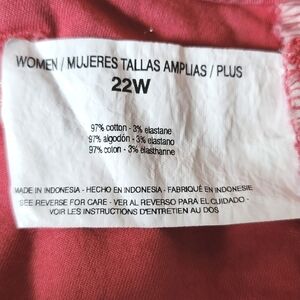 WOMEN / MUJERES TALLAS AMPLIAS / PLUS
22W
97% cotton - 3% elastane
97% algodón - 3% elastano
97% coton - 3% élasthanne
MADE IN INDONESIA - HECHO EN INDONESIA - FABRIQUÉ EN INDONESIE
SEE REVERSE FOR CARE - VER AL REVERSO PARA EL CUIDADO -
VOIR LES INSTRUCTIONS D'ENTRETIEN AU DOS